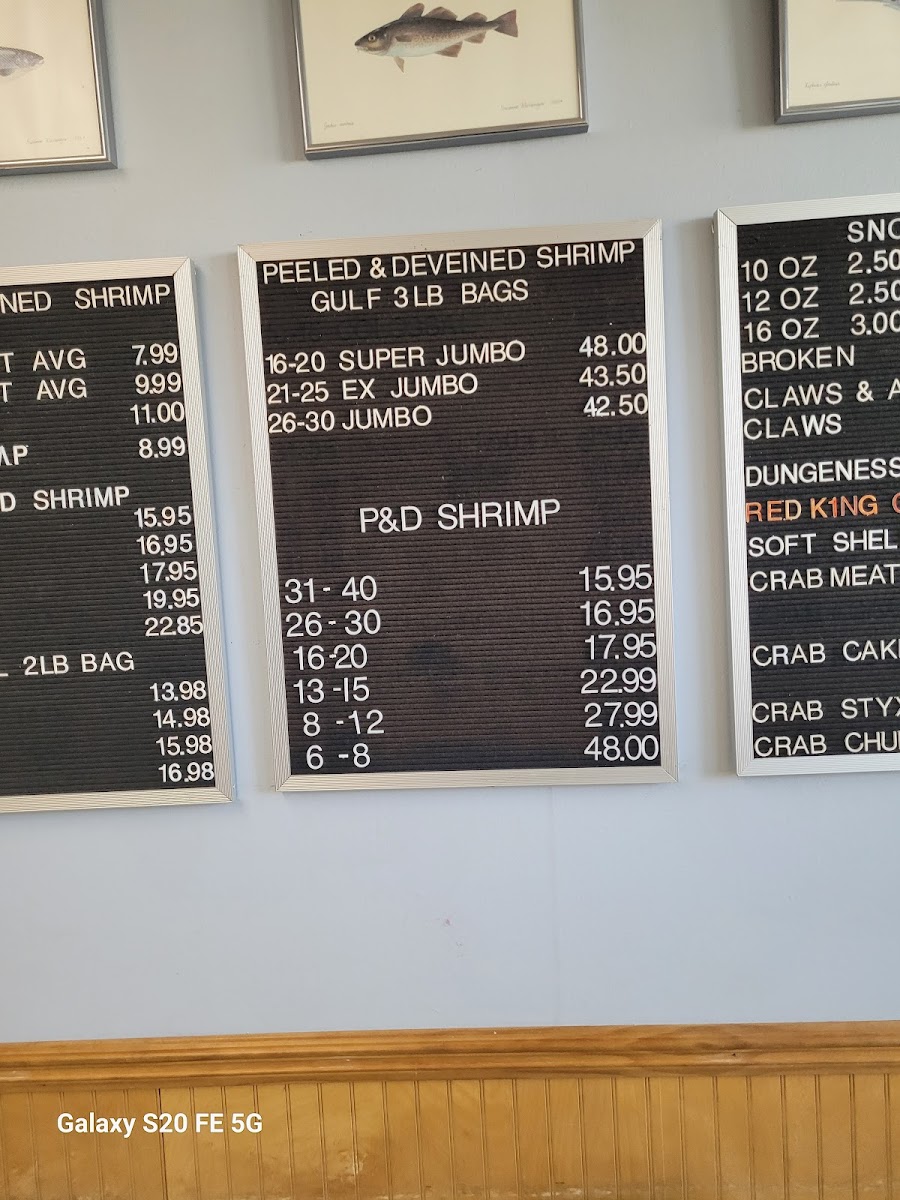 NED SHRIMP
T AVG 7.99
T AVG 9.99
11.00
8.99
D SHRIMP
15.95
16.95
17.95
19.95
22.85
2LB BAG
13.98
14.98
15.98
16.98
PEELED & DEVEINED SHRIMP
GULF 3LB BAGS
16-20 SUPER JUMBO 48.00
21-25 EX JUMBO 43.50
26-30 JUMBO 42.50
P&D SHRIMP
31-40 15.95
26-30 16.95
16-20 17.95
13-15 22.99
8-12 27.99
6-8 48.00
SNO
10 OZ 2.50
12 OZ 2.50
16 OZ 3.00
BROKEN
CLAWS & A
CLAWS
DUNGENESS
RED K1NG
SOFT SHEL
CRAB MEAT
CRAB CAK
CRAB STYX
CRAB CHU
Galaxy S20 FE 5G